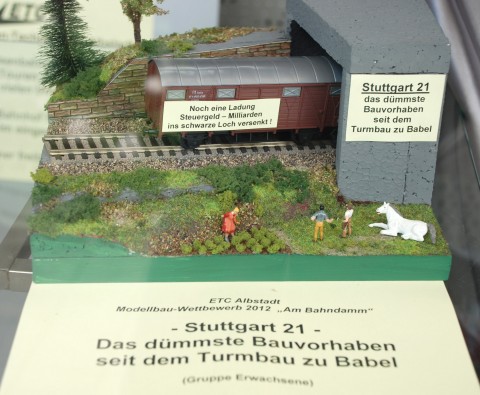 ETC
Noch eine Ladung
Steuergeld – Milliarden
ins schwarze Loch versenkt !
Stuttgart 21
das dümmste
Bauvorhaben
seit dem
Turmbau zu Babel
ETC Albstadt
Modellbau-Wettbewerb 2012 „Am Bahndamm“
- Stuttgart 21 -
Das dümmste Bauvorhaben
seit dem Turmbau zu Babel
(Gruppe Erwachsene)